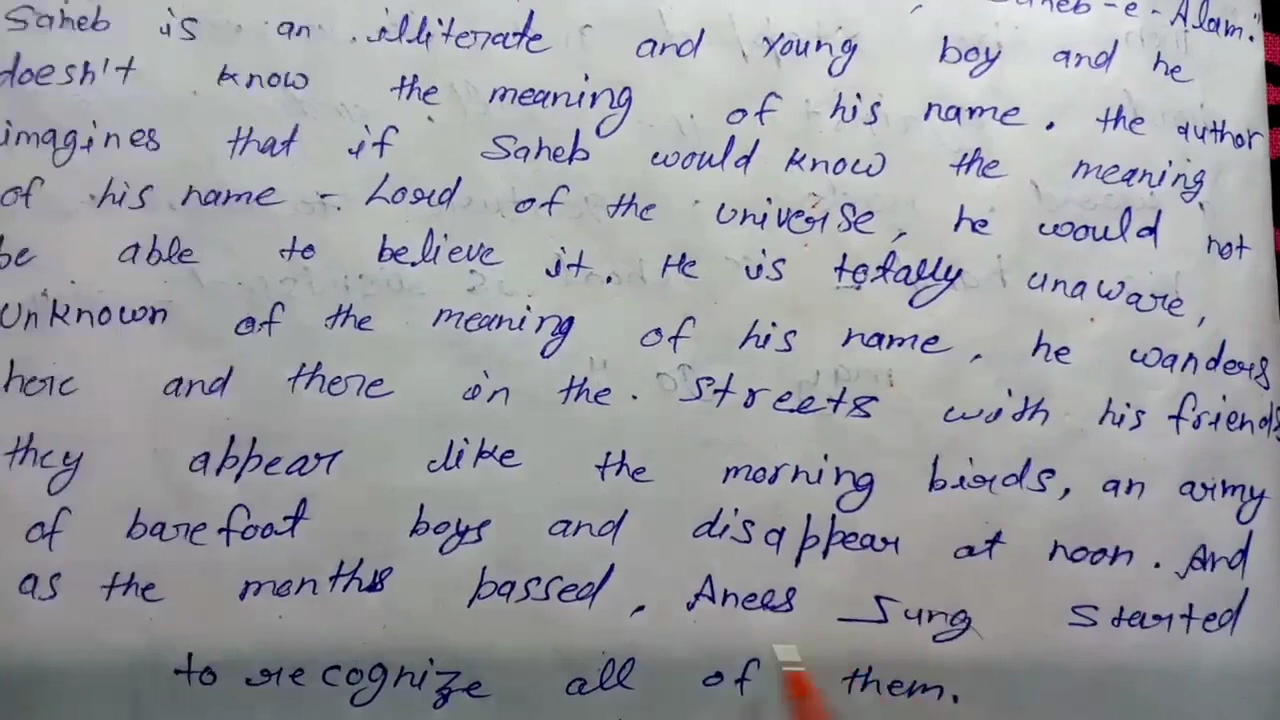 Saheb-e-Alam."
Saheb is an illiterate and young boy and he
doesn't know the meaning of his name. the author
imagines that if Saheb would know the meaning
of his name - Lord of the universe, he would not
be able to believe it. He is totally unaware,
unknown of the meaning of his name, he wanders
here and there in the streets with his friends
they appear like the morning birds, an army
of barefoot boys and disappear at noon. And
as the months passed, Anees Jung started
to recognize all of them.